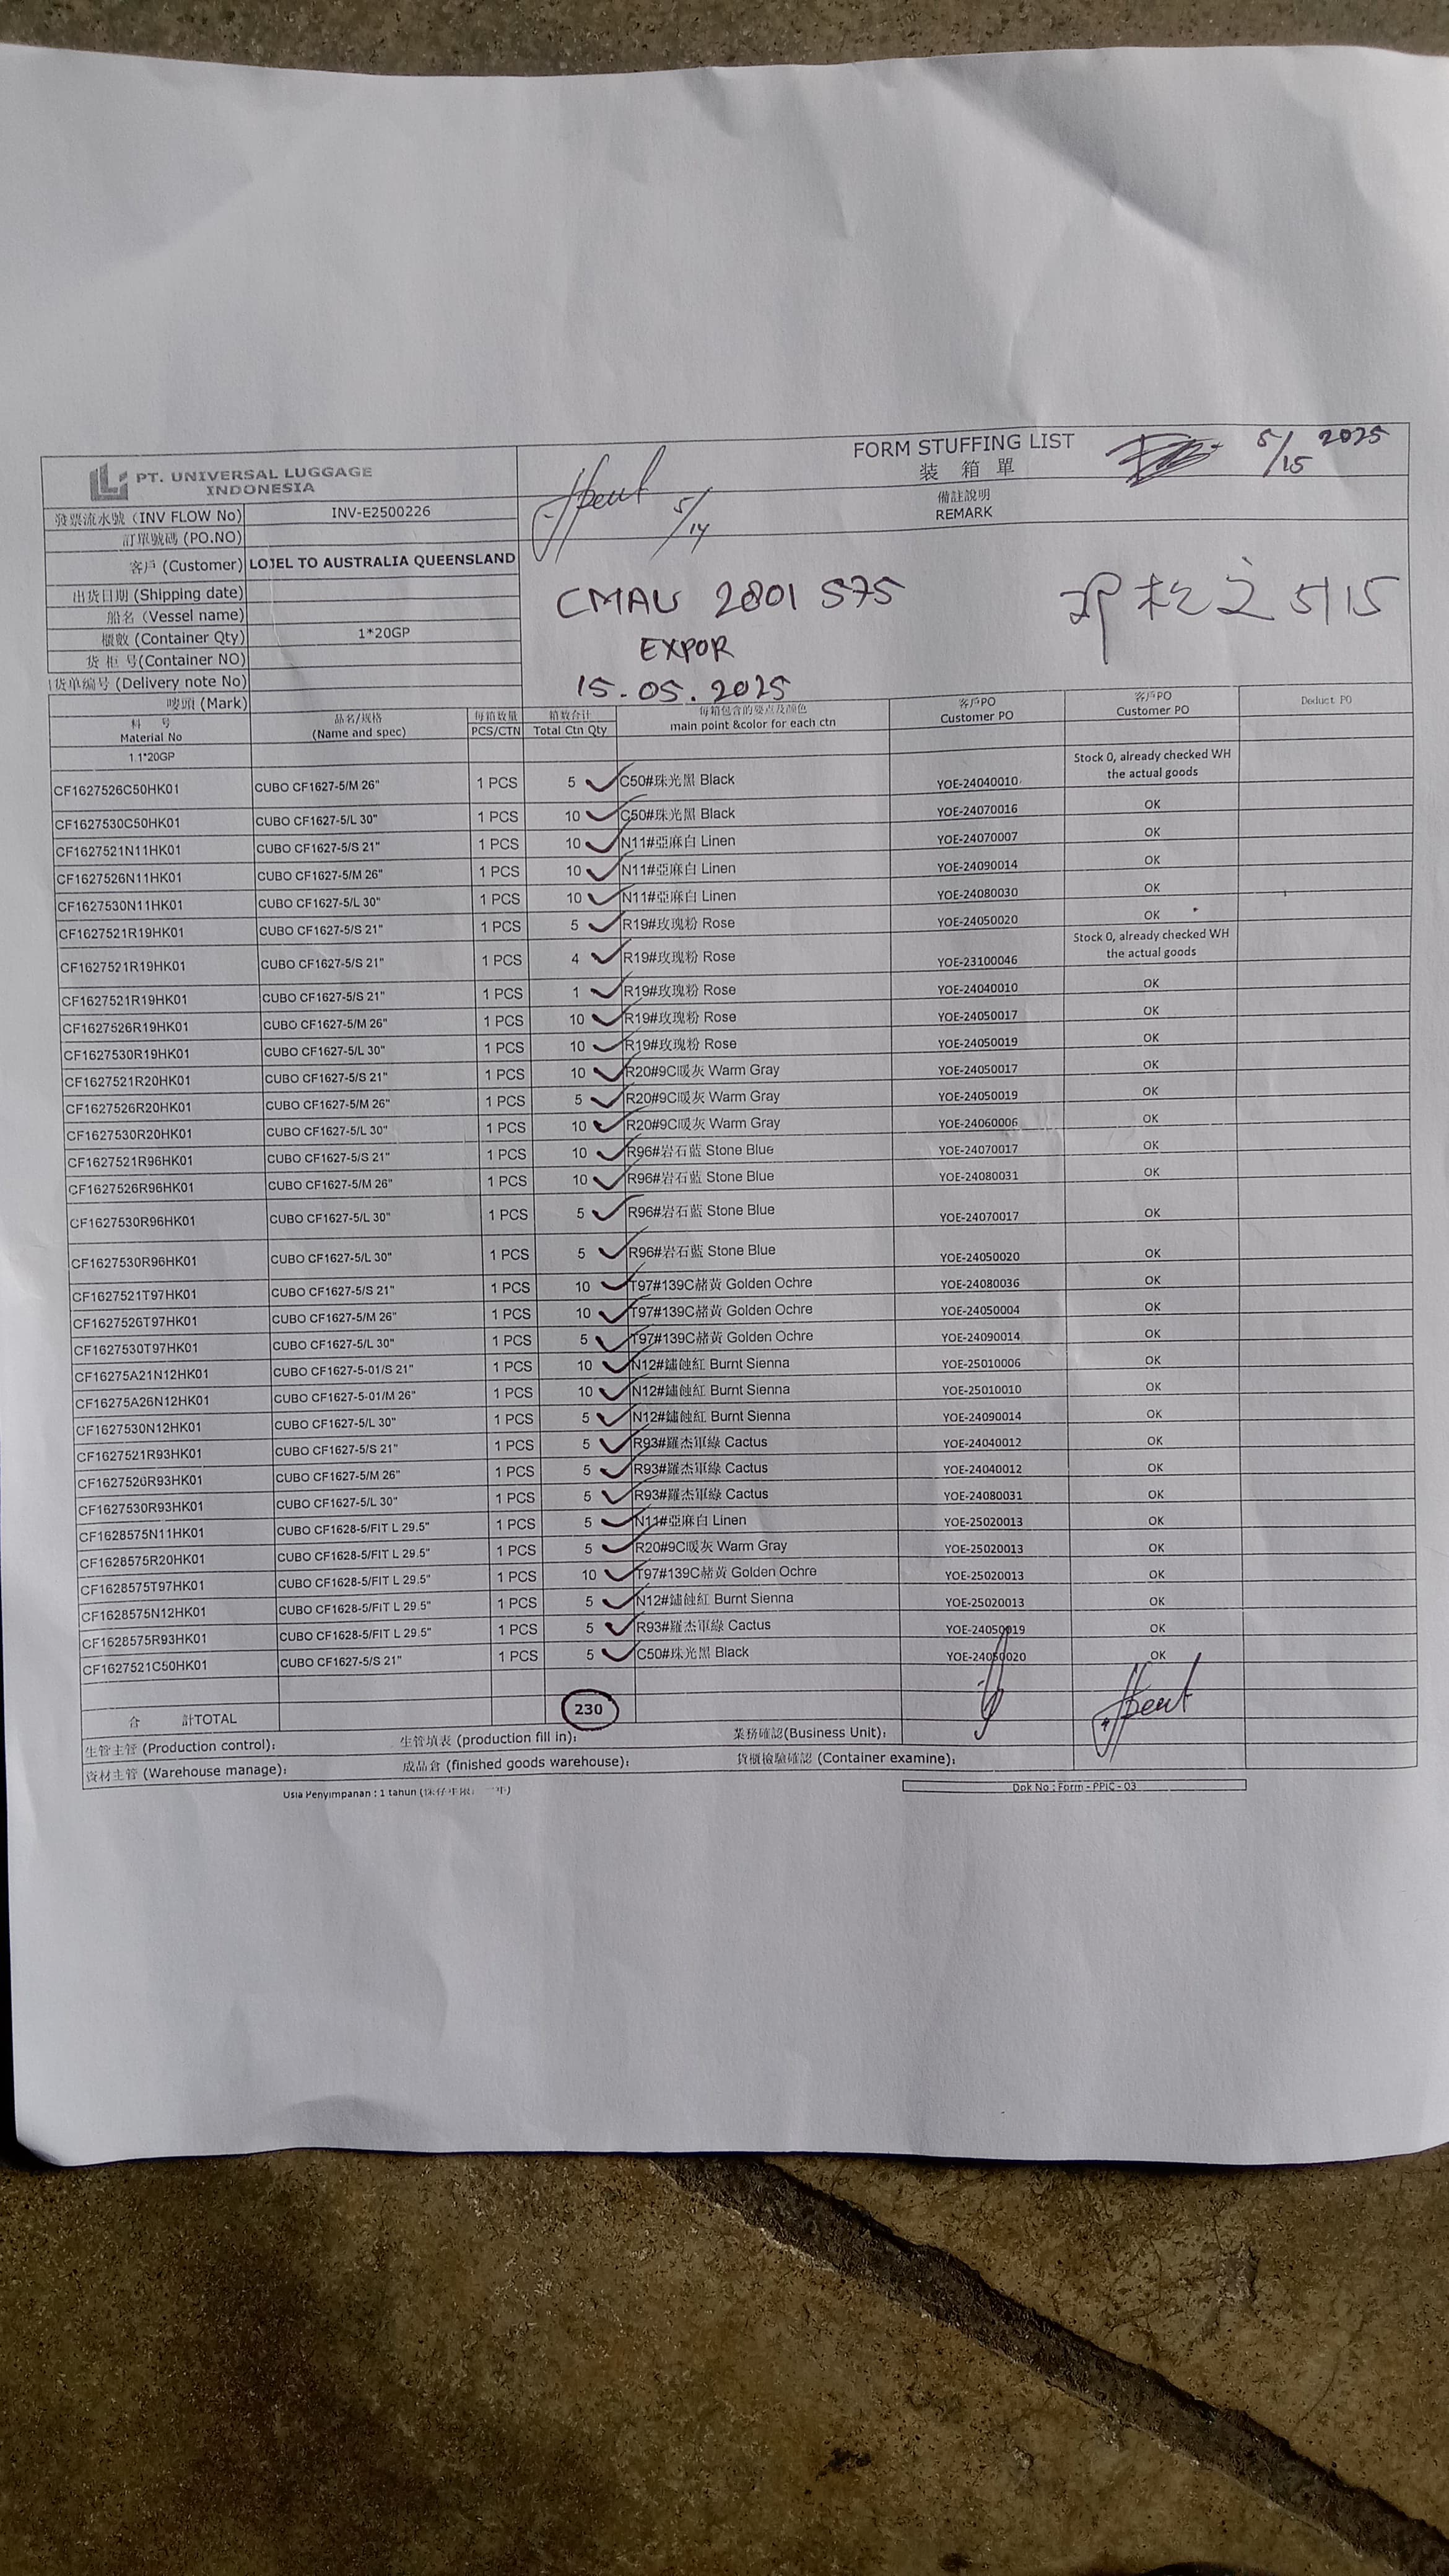 PT. UNIVERSAL LUGGAGE INDONESIA
FORM STUFFING LIST
装 箱 單
5/15 2025
5/14
備註說明
REMARK
發票流水號 (INV FLOW No) INV-E2500226
訂單號碼 (PO.NO)
客戶 (Customer) LOJEL TO AUSTRALIA QUEENSLAND
出货日期 (Shipping date)
船名 (Vessel name)
櫃數 (Container Qty) 1*20GP
货 柜 号(Container NO)
货单编号 (Delivery note No)
嘜頭 (Mark)
CMAU 2801 575
EXPOR
15.05.2025
5/15
料 号 品名/规格 每箱数量 箱数合计 每箱包含的要点及颜色 客戶PO 客戶PO Deduct PO
Material No (Name and spec) PCS/CTN Total Ctn Qty main point &color for each ctn Customer PO Customer PO
1.1*20GP
CF1627526C50HK01 CUBO CF1627-5/M 26" 1 PCS 5 C50#珠光黑 Black YOE-24040010 Stock 0, already checked WH the actual goods
CF1627530C50HK01 CUBO CF1627-5/L 30" 1 PCS 10 C50#珠光黑 Black YOE-24070016 OK
CF1627521N11HK01 CUBO CF1627-5/S 21" 1 PCS 10 N11#亞麻白 Linen YOE-24070007 OK
CF1627526N11HK01 CUBO CF1627-5/M 26" 1 PCS 10 N11#亞麻白 Linen YOE-24090014 OK
CF1627530N11HK01 CUBO CF1627-5/L 30" 1 PCS 10 N11#亞麻白 Linen YOE-24080030 OK
CF1627521R19HK01 CUBO CF1627-5/S 21" 1 PCS 5 R19#玫瑰粉 Rose YOE-24050020 OK
CF1627521R19HK01 CUBO CF1627-5/S 21" 1 PCS 4 R19#玫瑰粉 Rose YOE-23100046 Stock 0, already checked WH the actual goods
CF1627521R19HK01 CUBO CF1627-5/S 21" 1 PCS 1 R19#玫瑰粉 Rose YOE-24040010 OK
CF1627526R19HK01 CUBO CF1627-5/M 26" 1 PCS 10 R19#玫瑰粉 Rose YOE-24050017 OK
CF1627530R19HK01 CUBO CF1627-5/L 30" 1 PCS 10 R19#玫瑰粉 Rose YOE-24050019 OK
CF1627521R20HK01 CUBO CF1627-5/S 21" 1 PCS 10 R20#9C暖灰 Warm Gray YOE-24050017 OK
CF1627526R20HK01 CUBO CF1627-5/M 26" 1 PCS 5 R20#9C暖灰 Warm Gray YOE-24050019 OK
CF1627530R20HK01 CUBO CF1627-5/L 30" 1 PCS 10 R20#9C暖灰 Warm Gray YOE-24060006 OK
CF1627521R96HK01 CUBO CF1627-5/S 21" 1 PCS 10 R96#岩石藍 Stone Blue YOE-24070017 OK
CF1627526R96HK01 CUBO CF1627-5/M 26" 1 PCS 10 R96#岩石藍 Stone Blue YOE-24080031 OK
CF1627530R96HK01 CUBO CF1627-5/L 30" 1 PCS 5 R96#岩石藍 Stone Blue YOE-24070017 OK
CF1627530R96HK01 CUBO CF1627-5/L 30" 1 PCS 5 R96#岩石藍 Stone Blue YOE-24050020 OK
CF1627521T97HK01 CUBO CF1627-5/S 21" 1 PCS 10 T97#139C赭黃 Golden Ochre YOE-24080036 OK
CF1627526T97HK01 CUBO CF1627-5/M 26" 1 PCS 10 T97#139C赭黃 Golden Ochre YOE-24050004 OK
CF1627530T97HK01 CUBO CF1627-5/L 30" 1 PCS 5 T97#139C赭黃 Golden Ochre YOE-24090014 OK
CF16275A21N12HK01 CUBO CF1627-5-01/S 21" 1 PCS 10 N12#鏽蝕紅 Burnt Sienna YOE-25010006 OK
CF16275A26N12HK01 CUBO CF1627-5-01/M 26" 1 PCS 10 N12#鏽蝕紅 Burnt Sienna YOE-25010010 OK
CF1627530N12HK01 CUBO CF1627-5/L 30" 1 PCS 5 N12#鏽蝕紅 Burnt Sienna YOE-24090014 OK
CF1627521R93HK01 CUBO CF1627-5/S 21" 1 PCS 5 R93#羅杰軍綠 Cactus YOE-24040012 OK
CF1627526R93HK01 CUBO CF1627-5/M 26" 1 PCS 5 R93#羅杰軍綠 Cactus YOE-24040012 OK
CF1627530R93HK01 CUBO CF1627-5/L 30" 1 PCS 5 R93#羅杰軍綠 Cactus YOE-24080031 OK
CF1628575N11HK01 CUBO CF1628-5/FIT L 29.5" 1 PCS 5 N11#亞麻白 Linen YOE-25020013 OK
CF1628575R20HK01 CUBO CF1628-5/FIT L 29.5" 1 PCS 5 R20#9C暖灰 Warm Gray YOE-25020013 OK
CF1628575T97HK01 CUBO CF1628-5/FIT L 29.5" 1 PCS 10 T97#139C赭黃 Golden Ochre YOE-25020013 OK
CF1628575N12HK01 CUBO CF1628-5/FIT L 29.5" 1 PCS 5 N12#鏽蝕紅 Burnt Sienna YOE-25020013 OK
CF1628575R93HK01 CUBO CF1628-5/FIT L 29.5" 1 PCS 5 R93#羅杰軍綠 Cactus YOE-24050019 OK
CF1627521C50HK01 CUBO CF1627-5/S 21" 1 PCS 5 C50#珠光黑 Black YOE-24050020 OK
合 計TOTAL 230
生管主管 (Production control): 生管填表 (production fill in): 業務確認(Business Unit):
資材主管 (Warehouse manage): 成品倉 (finished goods warehouse): 貨櫃檢驗確認 (Container examine):
Usia Penyimpanan : 1 tahun
Dok No : Form - PPIC - 03